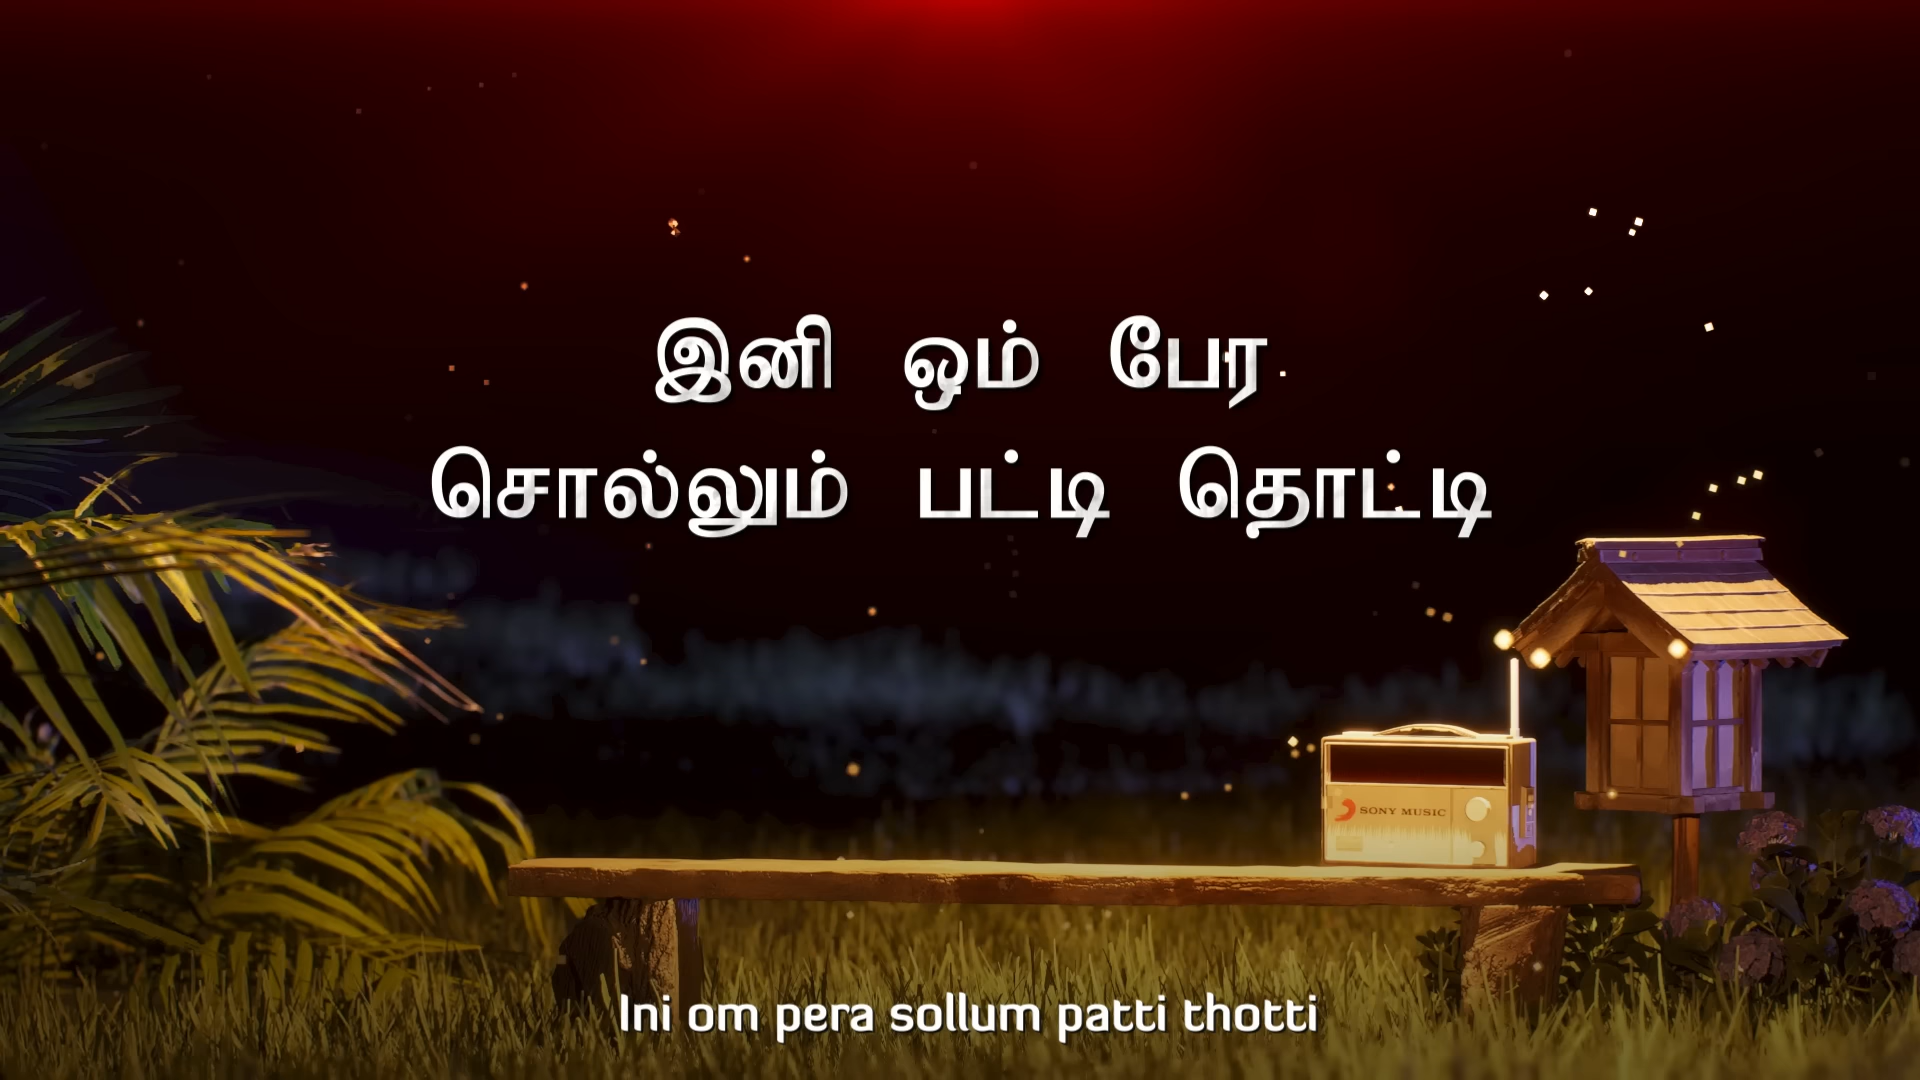 இனி ஒம் பேர
சொல்லும் பட்டி தொட்டி
SONY MUSIC
Ini om pera sollum patti thotti